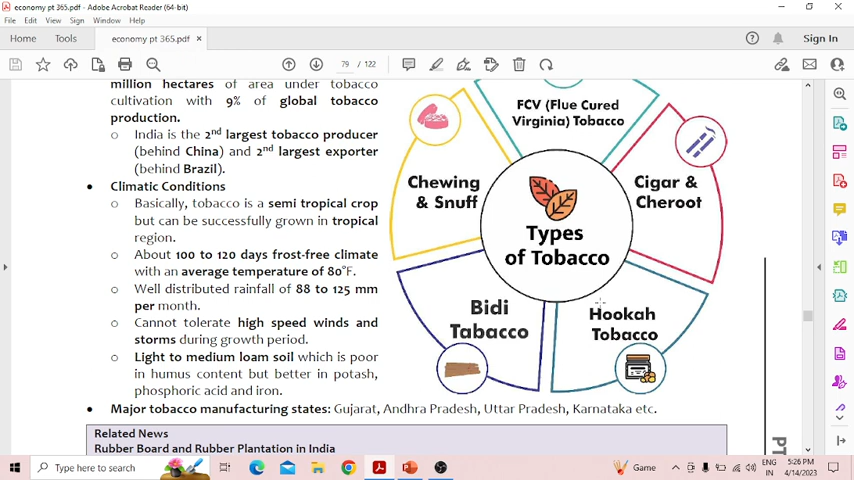 economy pt 365.pdf - Adobe Acrobat Reader (64-bit)
File Edit View Sign Window Help
Home Tools economy pt 365.pdf × Sign In
79 / 122
million hectares of area under tobacco
cultivation with 9% of global tobacco
production.
o India is the 2nd largest tobacco producer
(behind China) and 2nd largest exporter
(behind Brazil).
• Climatic Conditions
o Basically, tobacco is a semi tropical crop
but can be successfully grown in tropical
region.
o About 100 to 120 days frost-free climate
with an average temperature of 80°F.
o Well distributed rainfall of 88 to 125 mm
per month.
o Cannot tolerate high speed winds and
storms during growth period.
o Light to medium loam soil which is poor
in humus content but better in potash,
phosphoric acid and iron.
• Major tobacco manufacturing states: Gujarat, Andhra Pradesh, Uttar Pradesh, Karnataka etc.
FCV (Flue Cured
Virginia) Tobacco
Chewing
& Snuff
Cigar &
Cheroot
Types
of Tobacco
Bidi
Tabacco
Hookah
Tobacco
Related News
Rubber Board and Rubber Plantation in India
PT
Type here to search
Game
ENG
IN
5:26 PM
4/14/2023